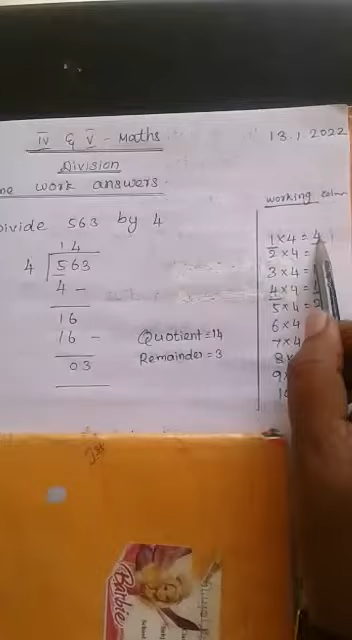 IV & V - Maths
13.1.2022
Division
work answers.
Divide 563 by 4
14
4 563
4 -
16
16 -
03
Quotient = 14
Remainder = 3
working
1×4 = 4
2×4 =
3×4 =
4×4 =
5×4 =
6×4
7×4
8×
9×
Barbie